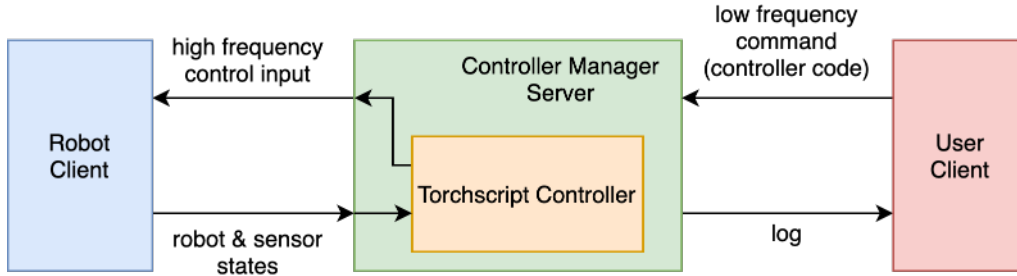 Robot
Client
high frequency
control input
robot & sensor
states
Controller Manager
Server
Torchscript Controller
low frequency
command
(controller code)
log
User
Client